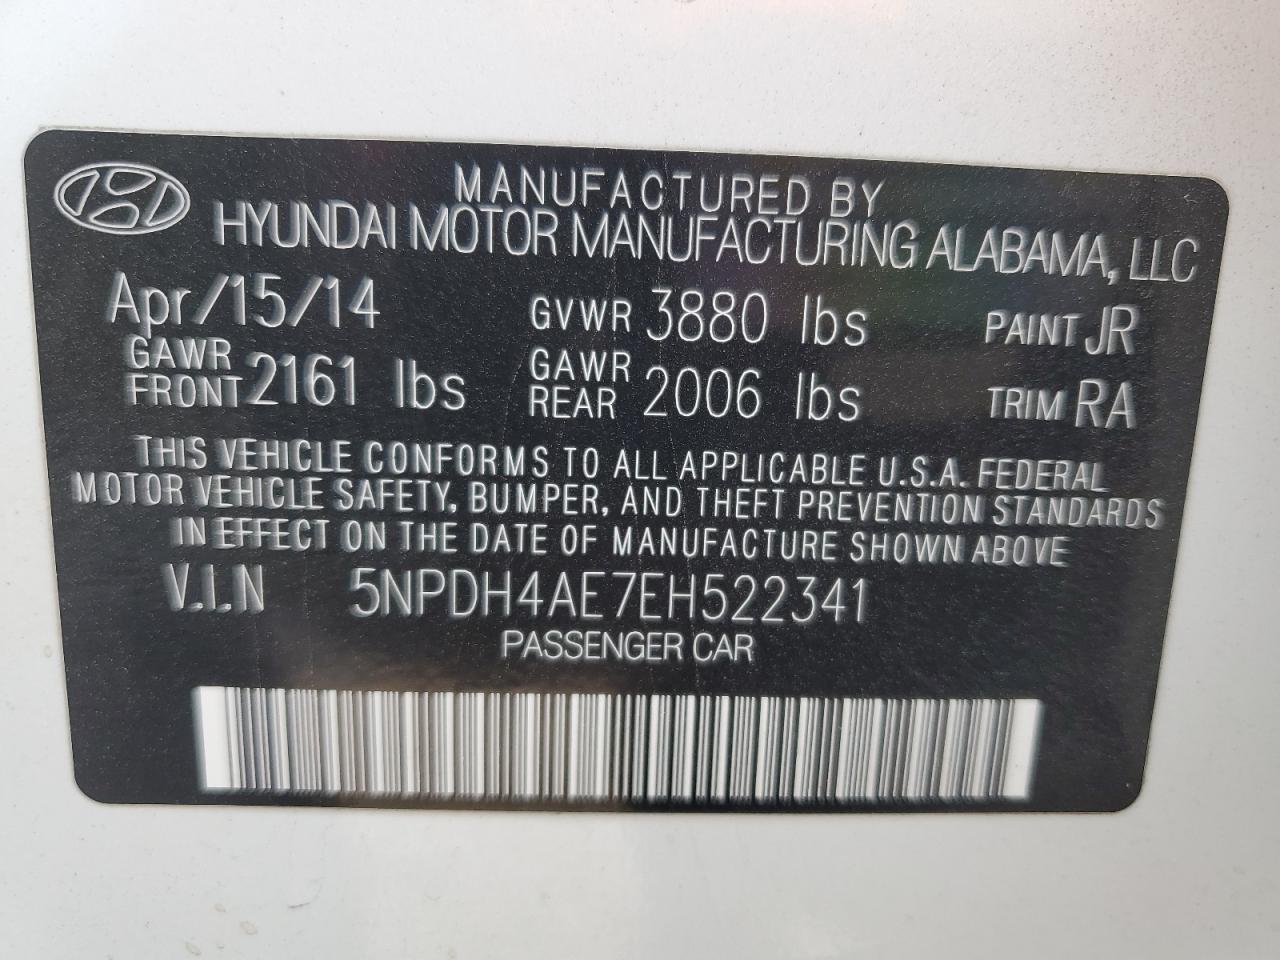 MANUFACTURED BY
HYUNDAI MOTOR MANUFACTURING ALABAMA, LLC
Apr/15/14 GVWR 3880 lbs PAINT JR
GAWR FRONT 2161 lbs GAWR REAR 2006 lbs TRIM RA
THIS VEHICLE CONFORMS TO ALL APPLICABLE U.S.A. FEDERAL
MOTOR VEHICLE SAFETY, BUMPER, AND THEFT PREVENTION STANDARDS
IN EFFECT ON THE DATE OF MANUFACTURE SHOWN ABOVE
V.I.N 5NPDH4AE7EH522341
PASSENGER CAR